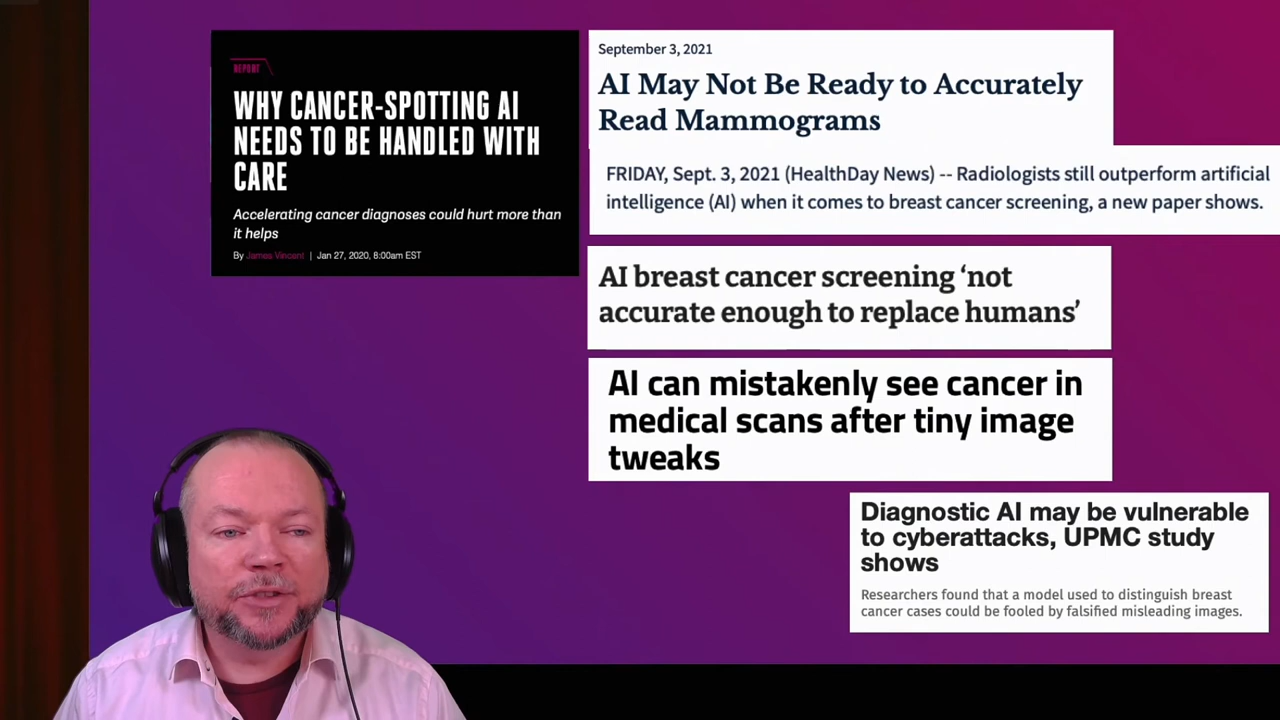 REPORT
WHY CANCER-SPOTTING AI
NEEDS TO BE HANDLED WITH
CARE
Accelerating cancer diagnoses could hurt more than
it helps
By James Vincent | Jan 27, 2020, 8:00am EST
September 3, 2021
AI May Not Be Ready to Accurately
Read Mammograms
FRIDAY, Sept. 3, 2021 (HealthDay News) -- Radiologists still outperform artificial
intelligence (AI) when it comes to breast cancer screening, a new paper shows.
AI breast cancer screening ‘not
accurate enough to replace humans’
AI can mistakenly see cancer in
medical scans after tiny image
tweaks
Diagnostic AI may be vulnerable
to cyberattacks, UPMC study
shows
Researchers found that a model used to distinguish breast
cancer cases could be fooled by falsified misleading images.